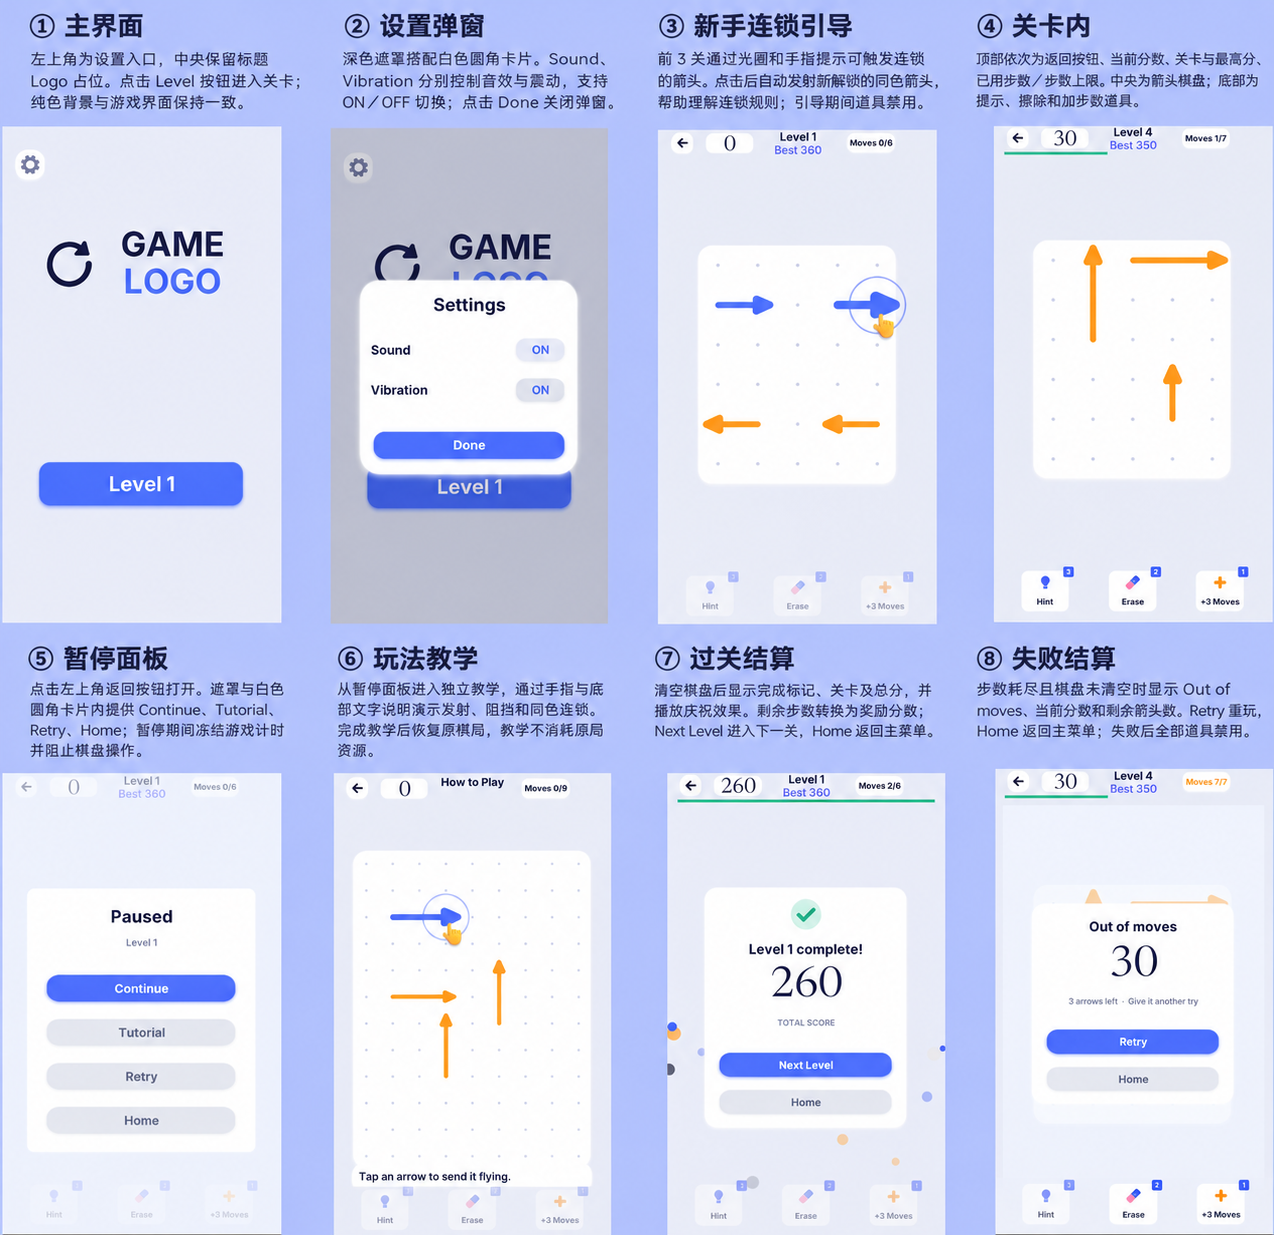 ① 主界面
左上角为设置入口，中央保留标题
Logo 占位。点击 Level 按钮进入关卡；
纯色背景与游戏界面保持一致。
GAME
LOGO
Level 1
② 设置弹窗
深色遮罩搭配白色圆角卡片。Sound、
Vibration 分别控制音效与震动，支持
ON／OFF 切换；点击 Done 关闭弹窗。
GAME
LOGO
Settings
Sound
ON
Vibration
ON
Done
Level 1
③ 新手连锁引导
前 3 关通过光圈和手指提示可触发连锁
的箭头。点击后自动发射新解锁的同色箭头，
帮助理解连锁规则；引导期间道具禁用。
0
Level 1
Best 360
Moves 0/6
3
2
1
Hint
Erase
+3 Moves
④ 关卡内
顶部依次为返回按钮、当前分数、关卡与最高分、
已用步数／步数上限。中央为箭头棋盘；底部为
提示、擦除和加步数道具。
30
Level 4
Best 350
Moves 1/7
3
2
1
Hint
Erase
+3 Moves
⑤ 暂停面板
点击左上角返回按钮打开。遮罩与白色
圆角卡片内提供 Continue、Tutorial、
Retry、Home；暂停期间冻结游戏计时
并阻止棋盘操作。
0
Level 1
Best 360
Moves 0/6
Paused
Level 1
Continue
Tutorial
Retry
Home
Hint
Erase
+3 Moves
⑥ 玩法教学
从暂停面板进入独立教学，通过手指与底
部文字说明演示发射、阻挡和同色连锁。
完成教学后恢复原棋局，教学不消耗原局
资源。
0
How to Play
Moves 0/9
Tap an arrow to send it flying.
Hint
Erase
+3 Moves
⑦ 过关结算
清空棋盘后显示完成标记、关卡及总分，并
播放庆祝效果。剩余步数转换为奖励分数；
Next Level 进入下一关，Home 返回主菜单。
260
Level 1
Best 360
Moves 2/6
Level 1 complete!
260
TOTAL SCORE
Next Level
Home
3
2
1
Hint
Erase
+3 Moves
⑧ 失败结算
步数耗尽且棋盘未清空时显示 Out of
moves、当前分数和剩余箭头数。Retry 重玩，
Home 返回主菜单；失败后全部道具禁用。
30
Level 4
Best 350
Moves 7/7
Out of moves
30
3 arrows left · Give it another try
Retry
Home
3
2
1
Hint
Erase
+3 Moves